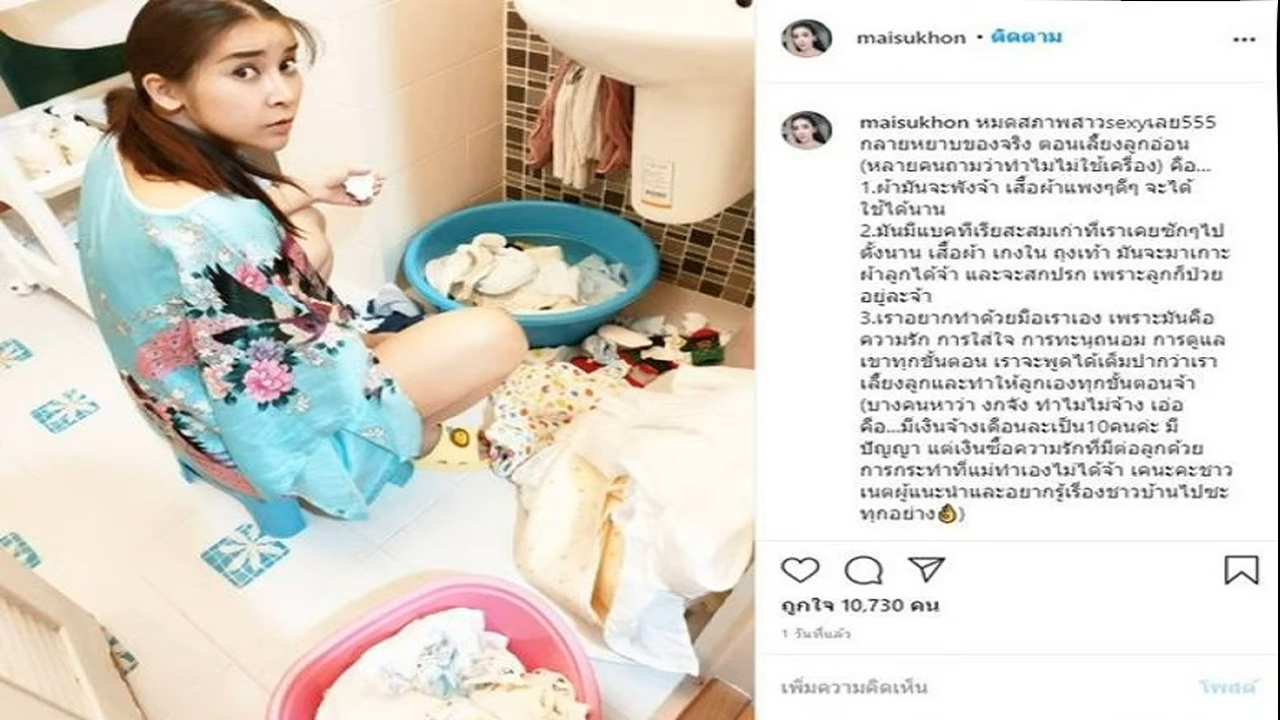 maisukhon • ติดตาม
maisukhon หมดสภาพสาวsexyเลย555
กลายหยาบของจริง ตอนเลี้ยงลูกอ่อน
(หลายคนถามว่าทำไมไม่ใช้เครื่อง) คือ...
1.ผ้ามันจะพังจ้า เสื้อผ้าแพงๆดีๆ จะได้
ใช้ได้นาน
2.มันมีแบคทีเรียสะสมเก่าที่เราเคยซักๆไป
ตั้งนาน เสื้อผ้า เกงใน ถุงเท้า มันจะมาเกาะ
ผ้าลูกได้จ้า และจะสกปรก เพราะลูกก็ป่วย
อยู่ละจ้า
3.เราอยากทำด้วยมือเราเอง เพราะมันคือ
ความรัก การใส่ใจ การทะนุถนอม การดูแล
เขาทุกขั้นตอน เราจะพูดได้เต็มปากว่าเรา
เลี้ยงลูกและทำให้ลูกเองทุกขั้นตอนจ้า
(บางคนหาว่า งกจัง ทำไมไม่จ้าง เอ่อ
คือ...มีเงินจ้างเดือนละเป็น10คนค่ะ มี
ปัญญา แต่เงินซื้อความรักที่มีต่อลูกด้วย
การกระทำที่แม่ทำเองไม่ได้จ้า เคนะคะชาว
เนตผู้แนะนำและอยากรู้เรื่องชาวบ้านไปซะ
ทุกอย่าง👌)
ถูกใจ 10,730 คน
1 วันที่แล้ว
เพิ่มความคิดเห็น โพสต์